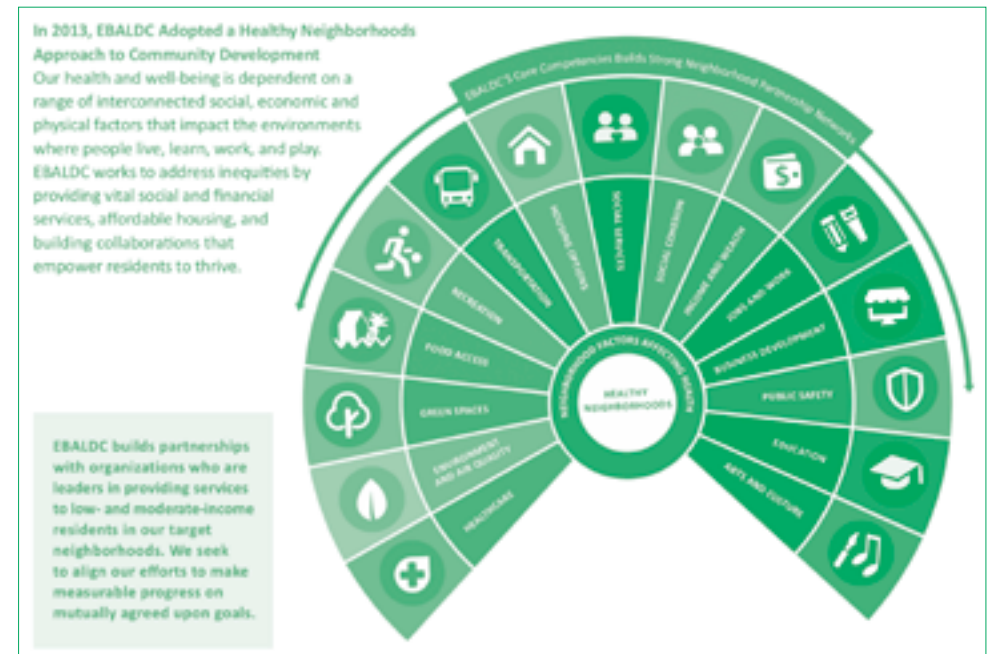 In 2013, EBALDC Adopted a Healthy Neighborhoods
Approach to Community Development
Our health and well-being is dependent on a
range of interconnected social, economic and
physical factors that impact the environments
where people live, learn, work, and play.
EBALDC works to address inequities by
providing vital social and financial
services, affordable housing, and
building collaborations that
empower residents to thrive.
EBALDC builds partnerships
with organizations who are
leaders in providing services
to low- and moderate-income
residents in our target
neighborhoods. We seek
to align our efforts to make
measurable progress on
mutually agreed upon goals.
EBALDC'S Core Competencies Builds Strong Neighborhood Partnership Networks
HEALTHCARE
ENVIRONMENT
AND AIR QUALITY
GREEN SPACES
FOOD ACCESS
RECREATION
TRANSPORTATION
HOUSING
SOCIAL SERVICES
SOCIAL COHESION
INCOME AND WEALTH
JOBS AND WORK
BUSINESS DEVELOPMENT
PUBLIC SAFETY
EDUCATION
ARTS AND CULTURE
NEIGHBORHOOD FACTORS AFFECTING HEALTH
HEALTHY
NEIGHBORHOODS
$